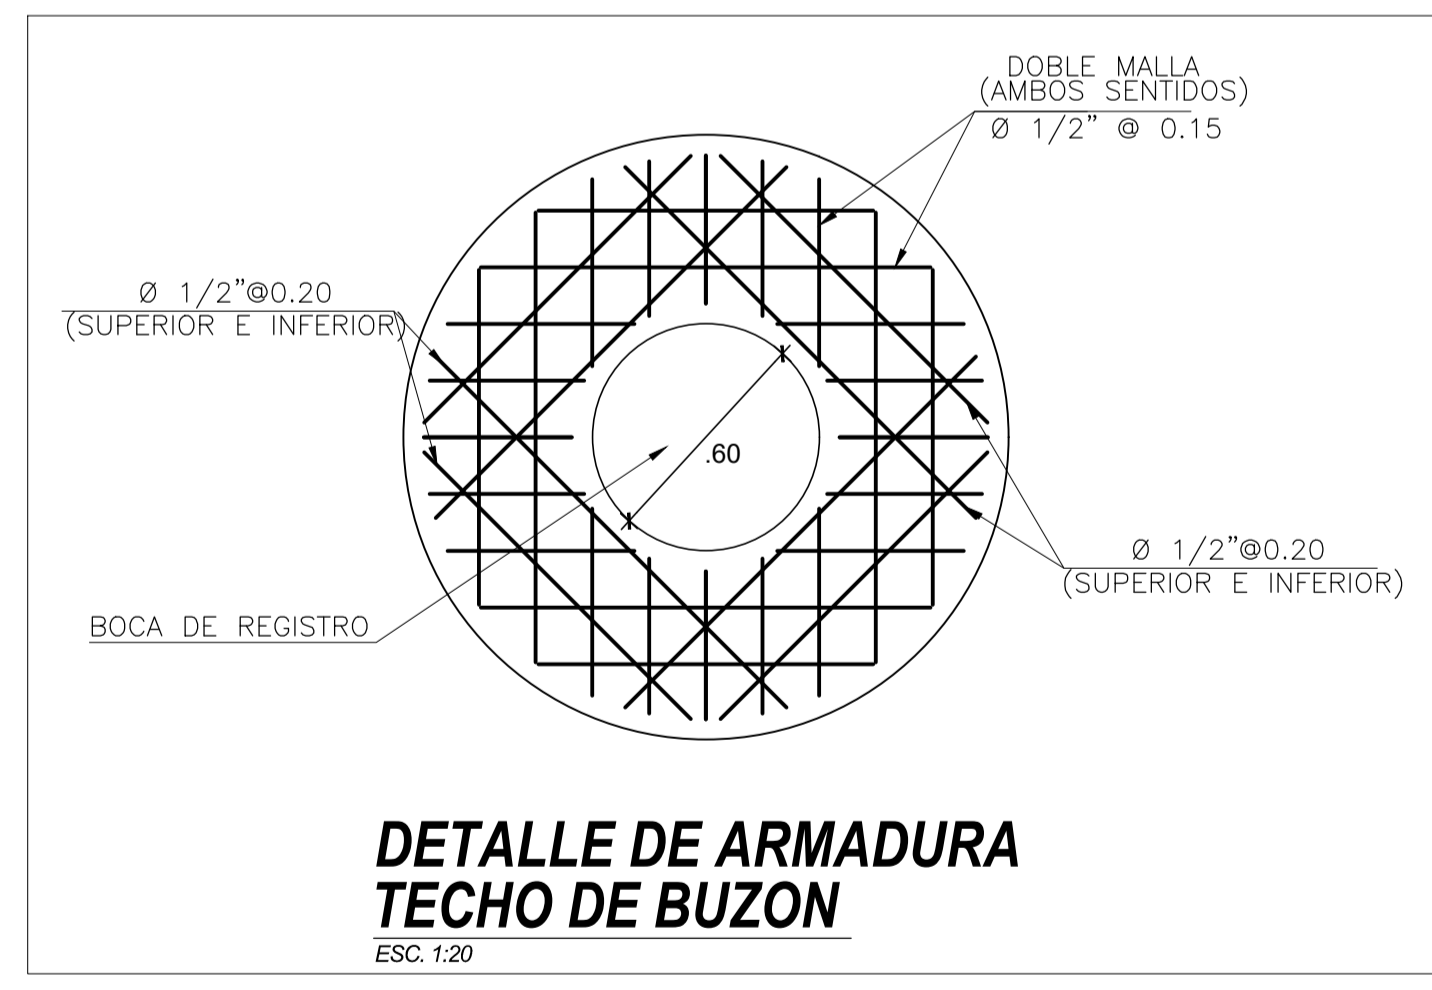 DOBLE MALLA
(AMBOS SENTIDOS)
Ø 1/2” @ 0.15
Ø 1/2”@0.20
(SUPERIOR E INFERIOR)
.60
Ø 1/2”@0.20
(SUPERIOR E INFERIOR)
BOCA DE REGISTRO
DETALLE DE ARMADURA
TECHO DE BUZON
ESC. 1:20